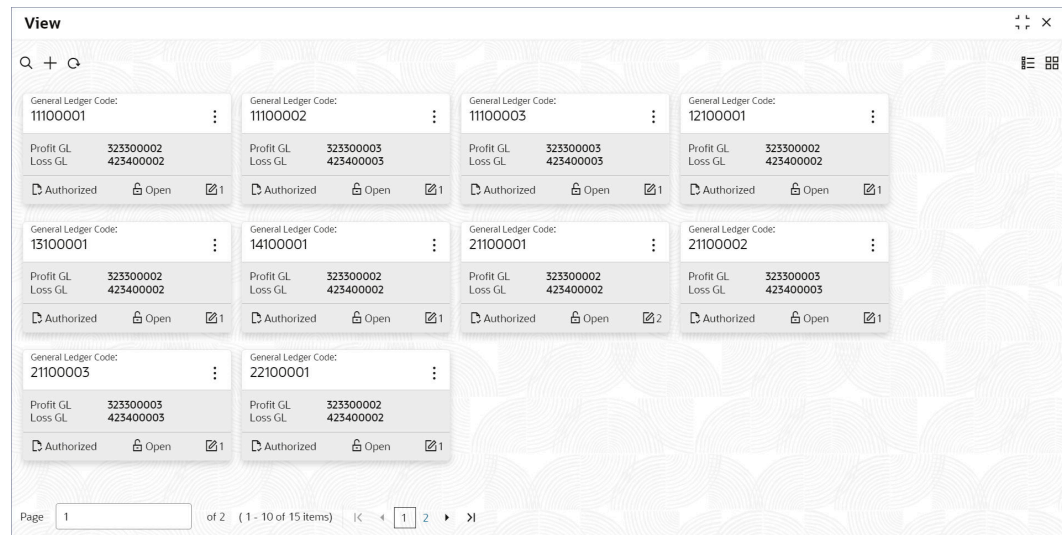 View
General Ledger Code:
11100001
Profit GL 323300002
Loss GL 423400002
Authorized Open 1
General Ledger Code:
11100002
Profit GL 323300003
Loss GL 423400003
Authorized Open 1
General Ledger Code:
11100003
Profit GL 323300003
Loss GL 423400003
Authorized Open 1
General Ledger Code:
12100001
Profit GL 323300002
Loss GL 423400002
Authorized Open 1
General Ledger Code:
13100001
Profit GL 323300002
Loss GL 423400002
Authorized Open 1
General Ledger Code:
14100001
Profit GL 323300002
Loss GL 423400002
Authorized Open 1
General Ledger Code:
21100001
Profit GL 323300002
Loss GL 423400002
Authorized Open 2
General Ledger Code:
21100002
Profit GL 323300003
Loss GL 423400003
Authorized Open 1
General Ledger Code:
21100003
Profit GL 323300003
Loss GL 423400003
Authorized Open 1
General Ledger Code:
22100001
Profit GL 323300002
Loss GL 423400002
Authorized Open 1
Page 1 of 2 (1 - 10 of 15 items) 1 2